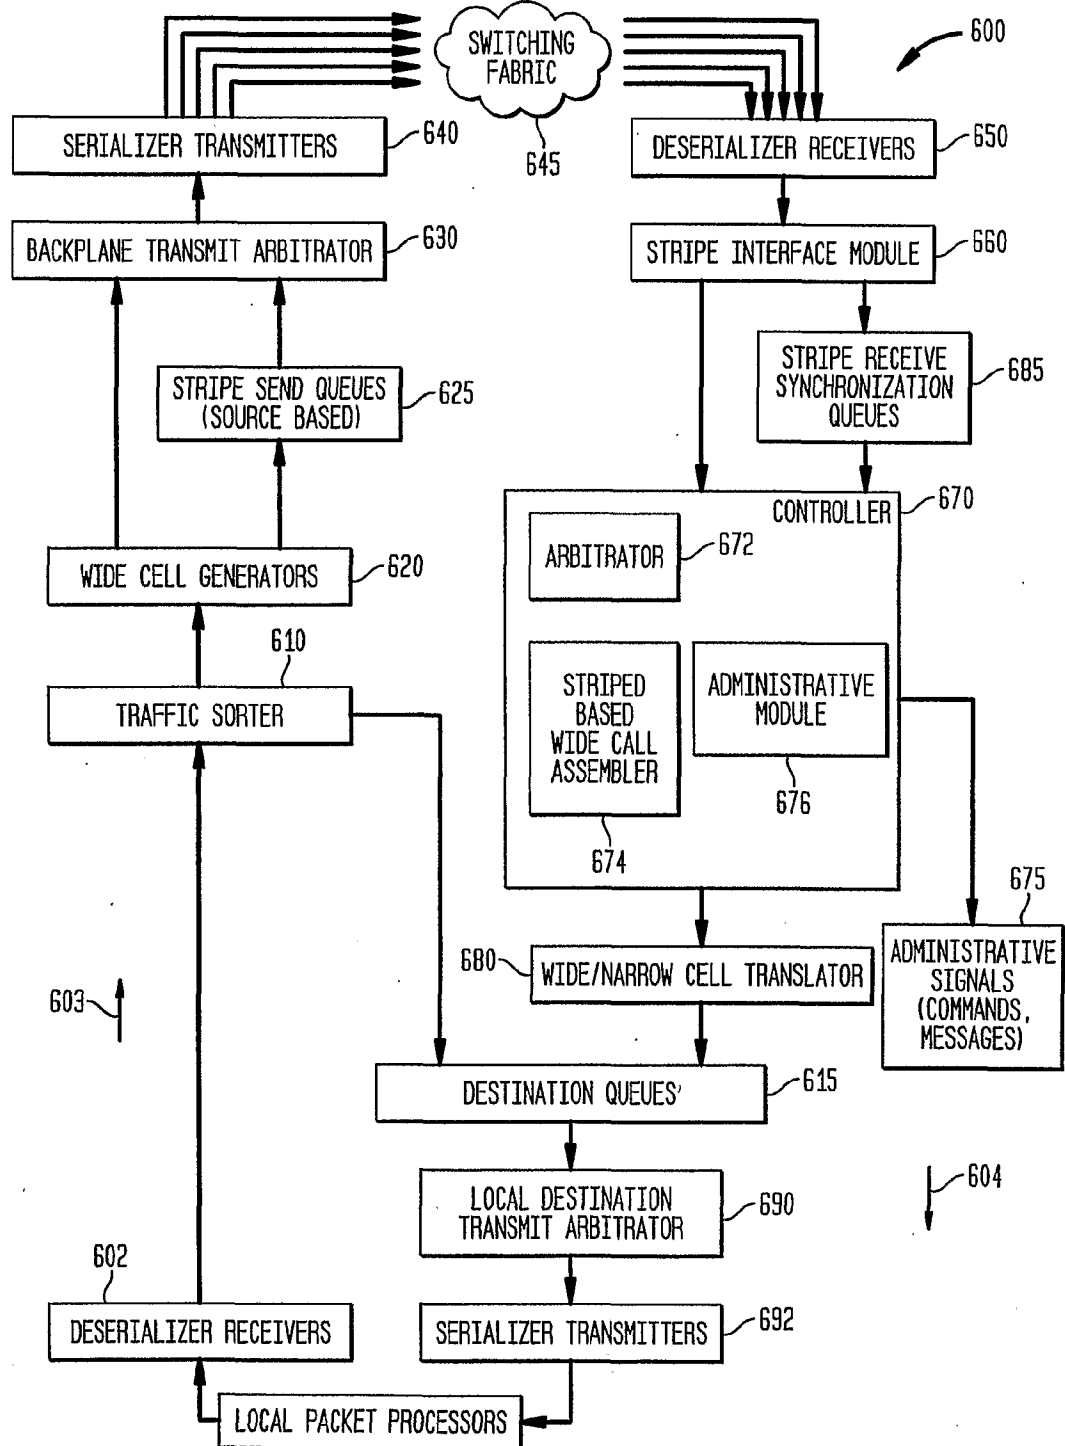 SWITCHING
FABRIC
600
645
SERIALIZER TRANSMITTERS
640
DESERIALIZER RECEIVERS
650
BACKPLANE TRANSMIT ARBITRATOR
630
STRIPE INTERFACE MODULE
660
STRIPE SEND QUEUES
(SOURCE BASED)
625
STRIPE RECEIVE
SYNCHRONIZATION
QUEUES
685
CONTROLLER
670
ARBITRATOR
672
WIDE CELL GENERATORS
620
610
TRAFFIC SORTER
STRIPED
BASED
WIDE CALL
ASSEMBLER
674
ADMINISTRATIVE
MODULE
676
675
ADMINISTRATIVE
SIGNALS
(COMMANDS,
MESSAGES)
680
WIDE/NARROW CELL TRANSLATOR
603
DESTINATION QUEUES'
615
LOCAL DESTINATION
TRANSMIT ARBITRATOR
690
604
602
DESERIALIZER RECEIVERS
SERIALIZER TRANSMITTERS
692
LOCAL PACKET PROCESSORS